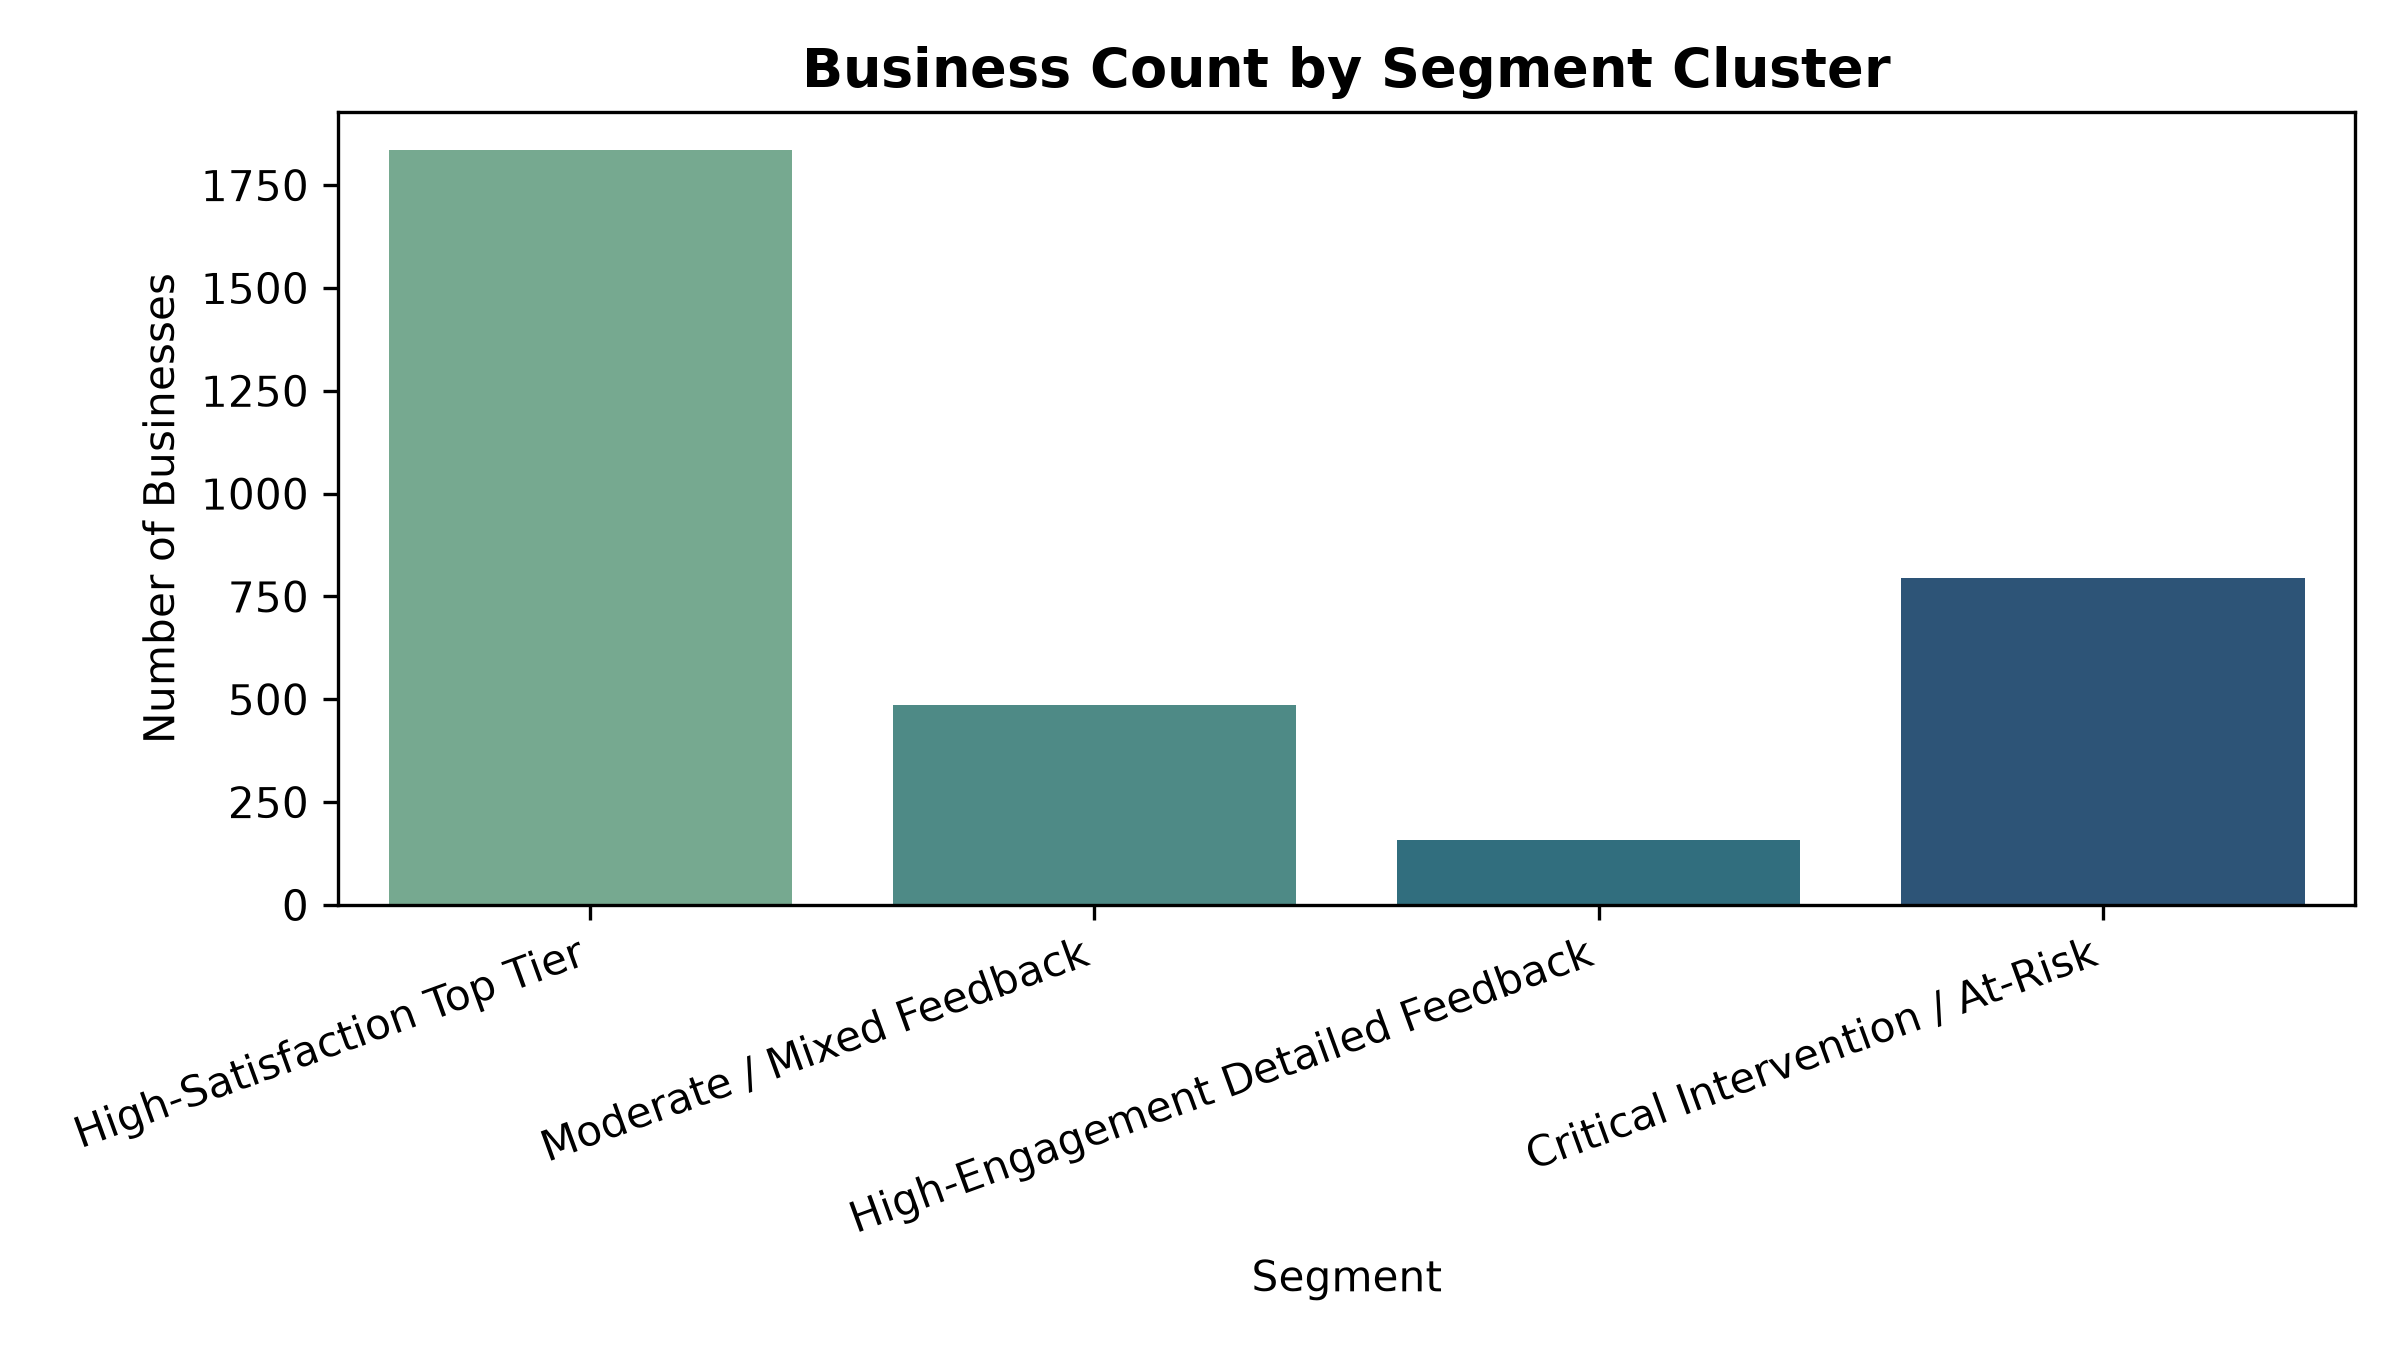 Business Count by Segment Cluster
Number of Businesses
1750
1500
1250
1000
750
500
250
0
High-Satisfaction Top Tier
Moderate / Mixed Feedback
High-Engagement Detailed Feedback
Critical Intervention / At-Risk
Segment